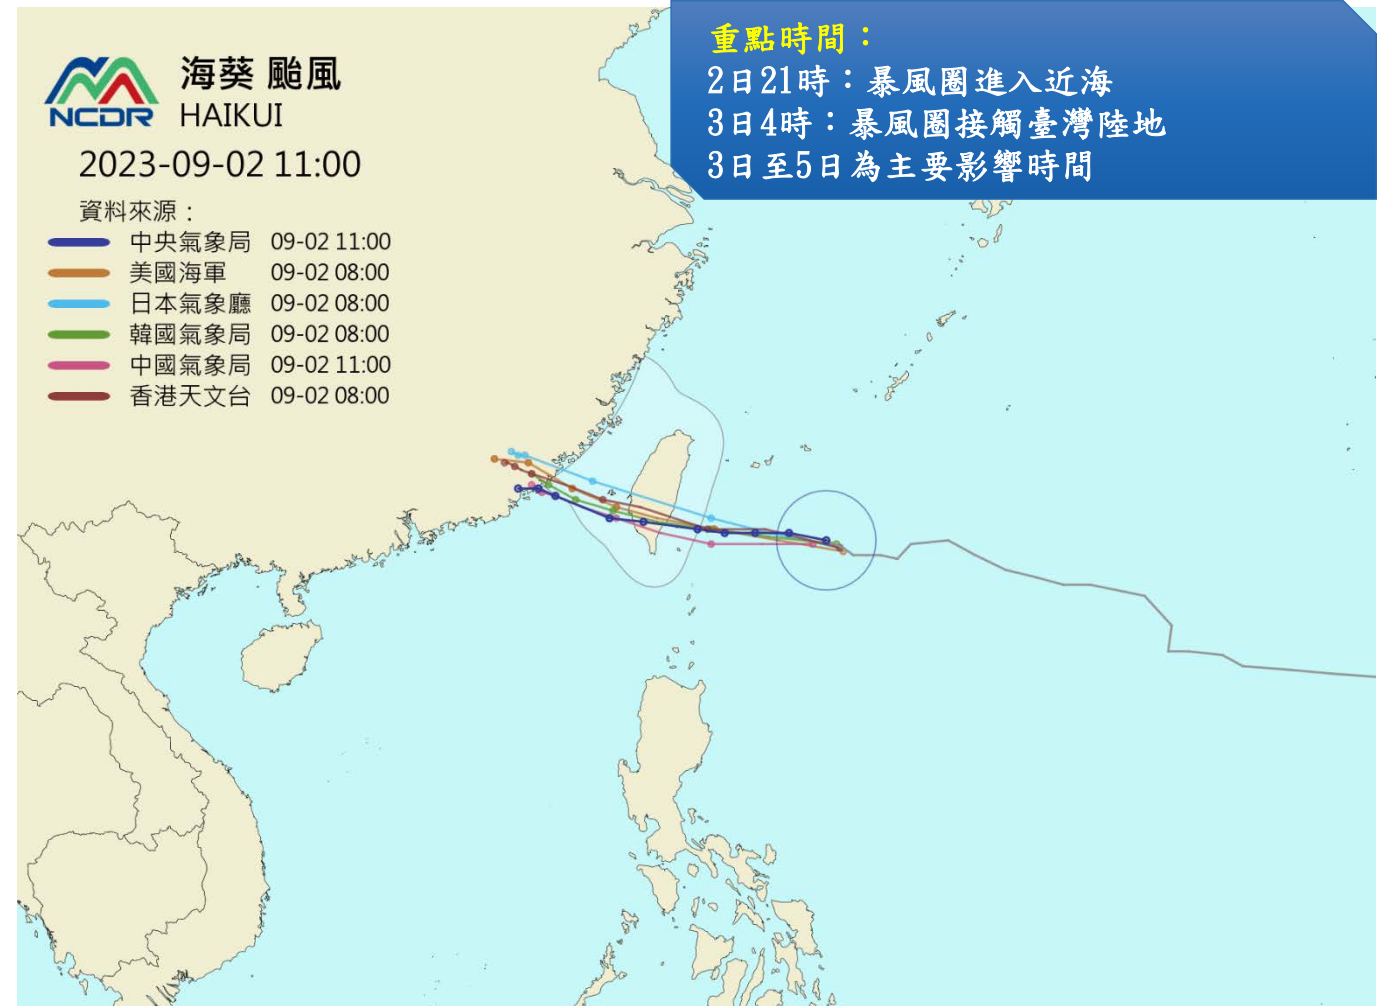 NCDR
海葵 颱風
HAIKUI
2023-09-02 11:00
資料來源：
中央氣象局 09-02 11:00
美國海軍 09-02 08:00
日本氣象廳 09-02 08:00
韓國氣象局 09-02 08:00
中國氣象局 09-02 11:00
香港天文台 09-02 08:00
重點時間：
2日21時：暴風圈進入近海
3日4時：暴風圈接觸臺灣陸地
3日至5日為主要影響時間